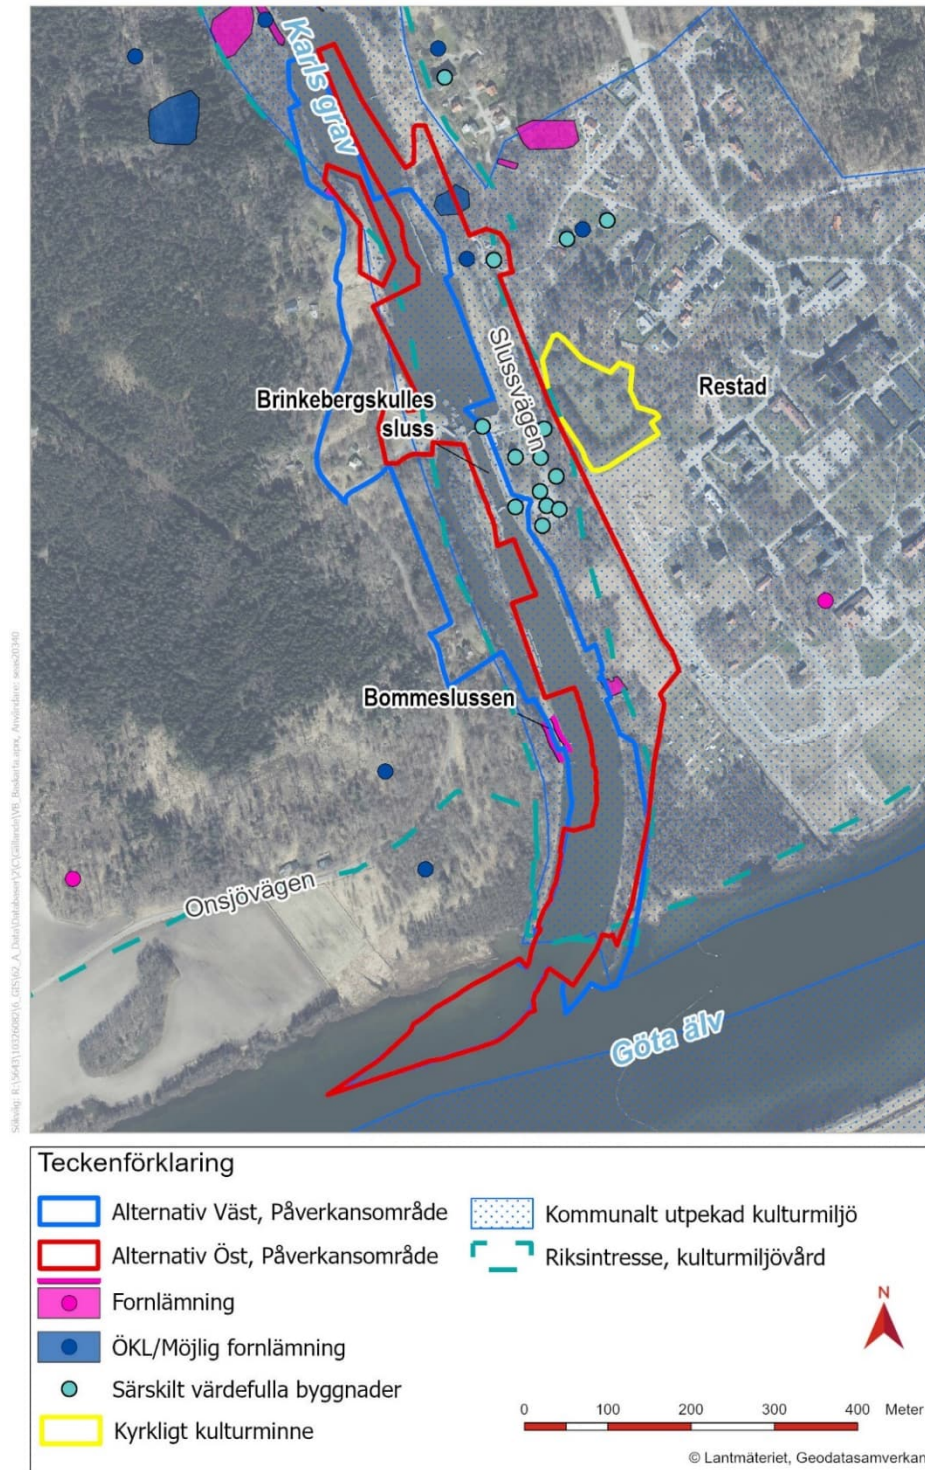 Karls grav
Slussvägen
Brinkebergskulles
sluss
Restad
Bommeslussen
Onsjövägen
Göta älv
Teckenförklaring
Alternativ Väst, Påverkansområde
Alternativ Öst, Påverkansområde
Fornlämning
ÖKL/Möjlig fornlämning
Särskilt värdefulla byggnader
Kyrkligt kulturminne
Kommunalt utpekad kulturmiljö
Riksintresse, kulturmiljövård
N
0 100 200 300 400 Meter
© Lantmäteriet, Geodatasamverkan